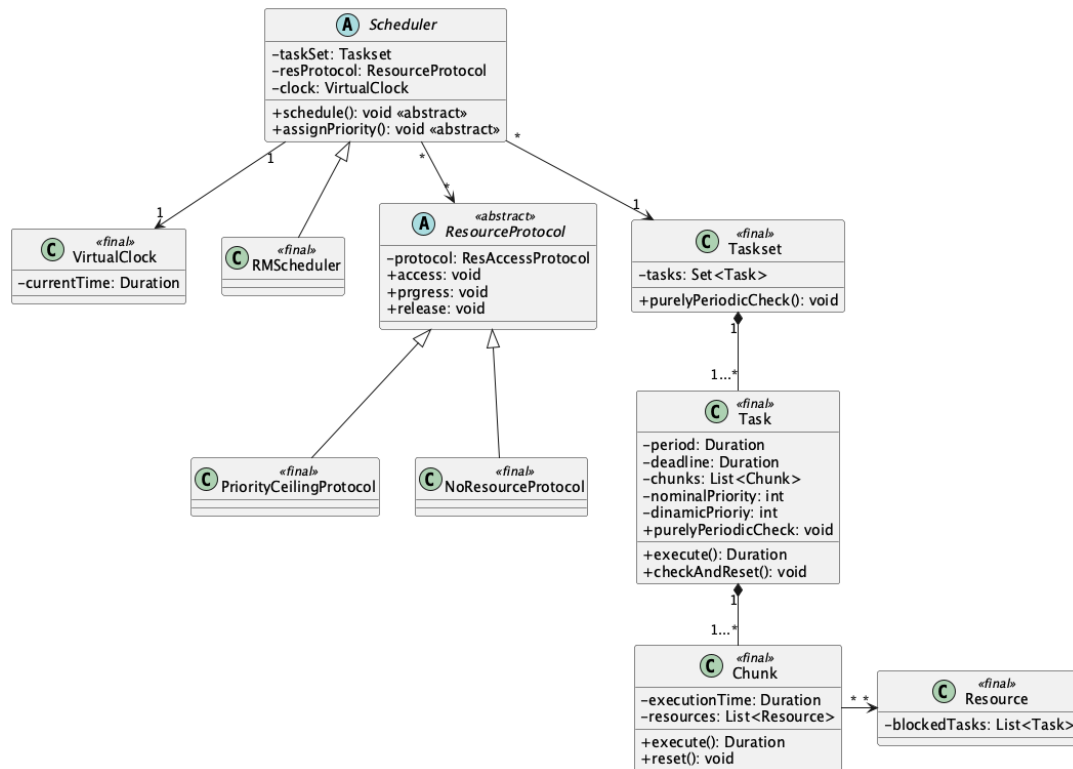 A Scheduler
-taskSet: Taskset
-resProtocol: ResourceProtocol
-clock: VirtualClock
+schedule(): void «abstract»
+assignPriority(): void «abstract»
1
*
*
*
*
1
1
«final»
C VirtualClock
-currentTime: Duration
«final»
C RMScheduler
«abstract»
A ResourceProtocol
-protocol: ResAccessProtocol
+access: void
+prgress: void
+release: void
«final»
C Taskset
-tasks: Set<Task>
+purelyPeriodicCheck(): void
1
1...*
«final»
C Task
-period: Duration
-deadline: Duration
-chunks: List<Chunk>
-nominalPriority: int
-dinamicPrioriy: int
+purelyPeriodicCheck: void
+execute(): Duration
+checkAndReset(): void
«final»
C PriorityCeilingProtocol
«final»
C NoResourceProtocol
1
1...*
«final»
C Chunk
-executionTime: Duration
-resources: List<Resource>
+execute(): Duration
+reset(): void
* *
«final»
C Resource
-blockedTasks: List<Task>